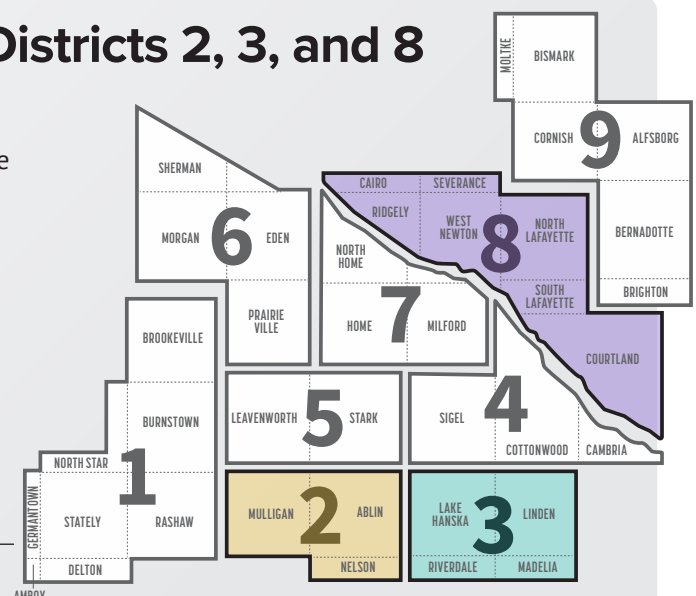 Districts 2, 3, and 8
MOLTKE
BISMARK
CORNISH
9
ALFSBORG
BERNADOTTE
BRIGHTON
e
SHERMAN
MORGAN
6
EDEN
PRAIRIE
VILLE
CAIRO
SEVERANCE
RIDGELY
WEST
NEWTON
8
NORTH
LAFAYETTE
SOUTH
LAFAYETTE
COURTLAND
NORTH
HOME
HOME
7
MILFORD
BROOKEVILLE
BURNSTOWN
NORTH STAR
1
GERMANTOWN
STATELY
RASHAW
DELTON
LEAVENWORTH
5
STARK
SIGEL
4
COTTONWOOD
CAMBRIA
MULLIGAN
2
ABLIN
NELSON
LAKE
HANSKA
3
LINDEN
RIVERDALE
MADELIA